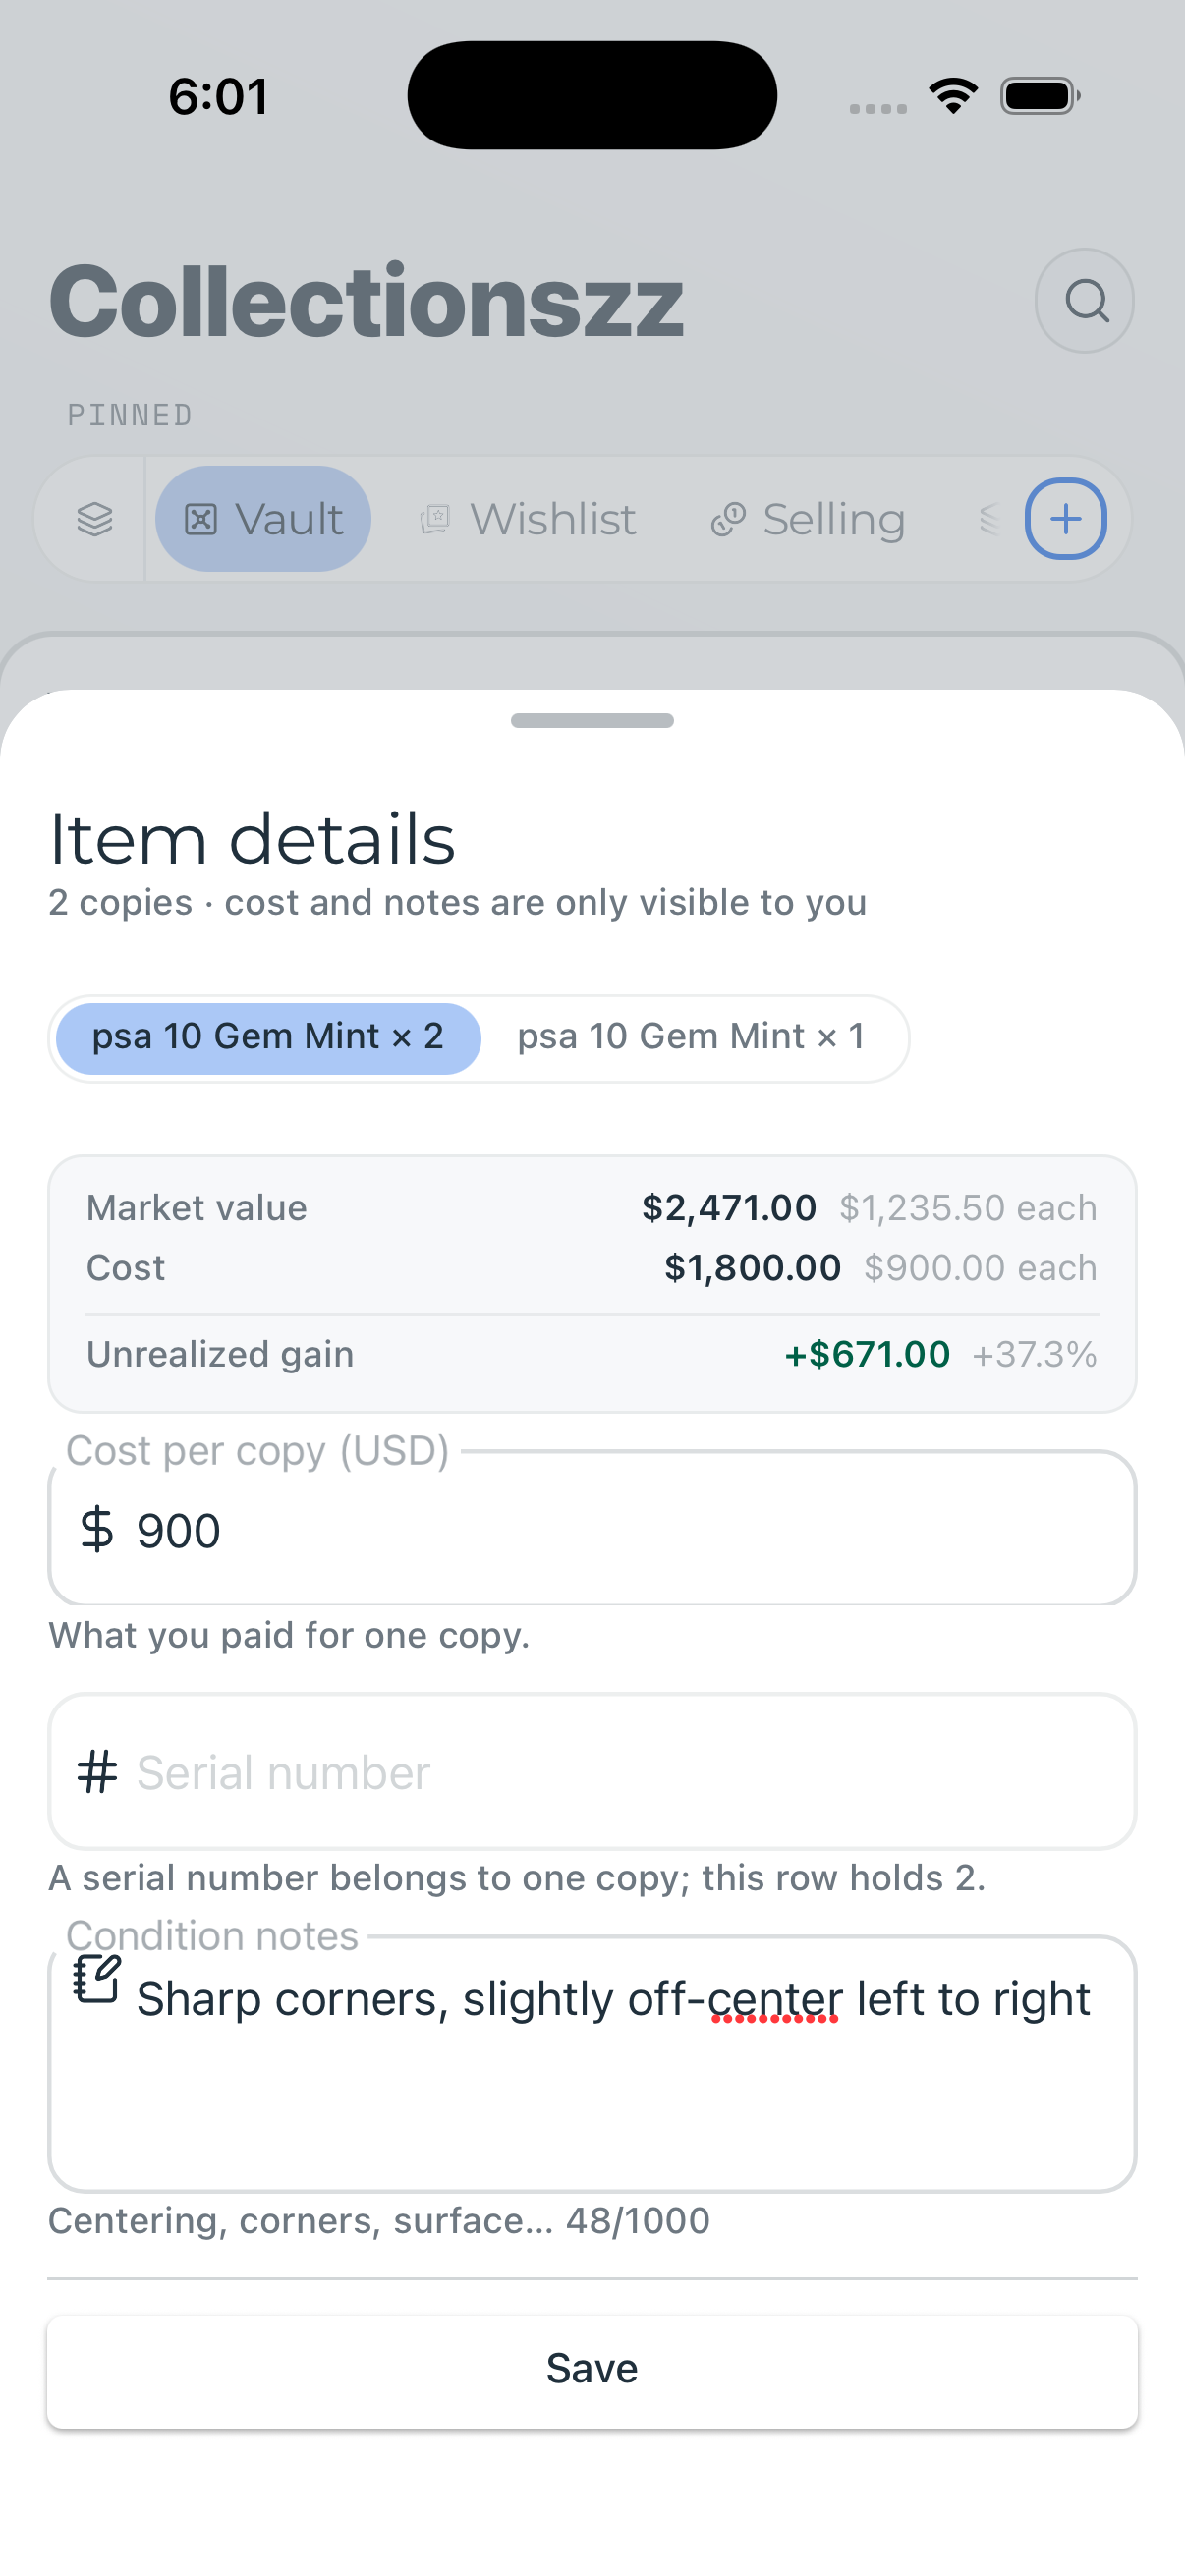 6:01
Collectionszz
PINNED
Vault Wishlist Selling
Item details
2 copies · cost and notes are only visible to you
psa 10 Gem Mint × 2 psa 10 Gem Mint × 1
Market value $2,471.00 $1,235.50 each
Cost $1,800.00 $900.00 each
Unrealized gain +$671.00 +37.3%
Cost per copy (USD)
$ 900
What you paid for one copy.
# Serial number
A serial number belongs to one copy; this row holds 2.
Condition notes
Sharp corners, slightly off-center left to right
Centering, corners, surface... 48/1000
Save